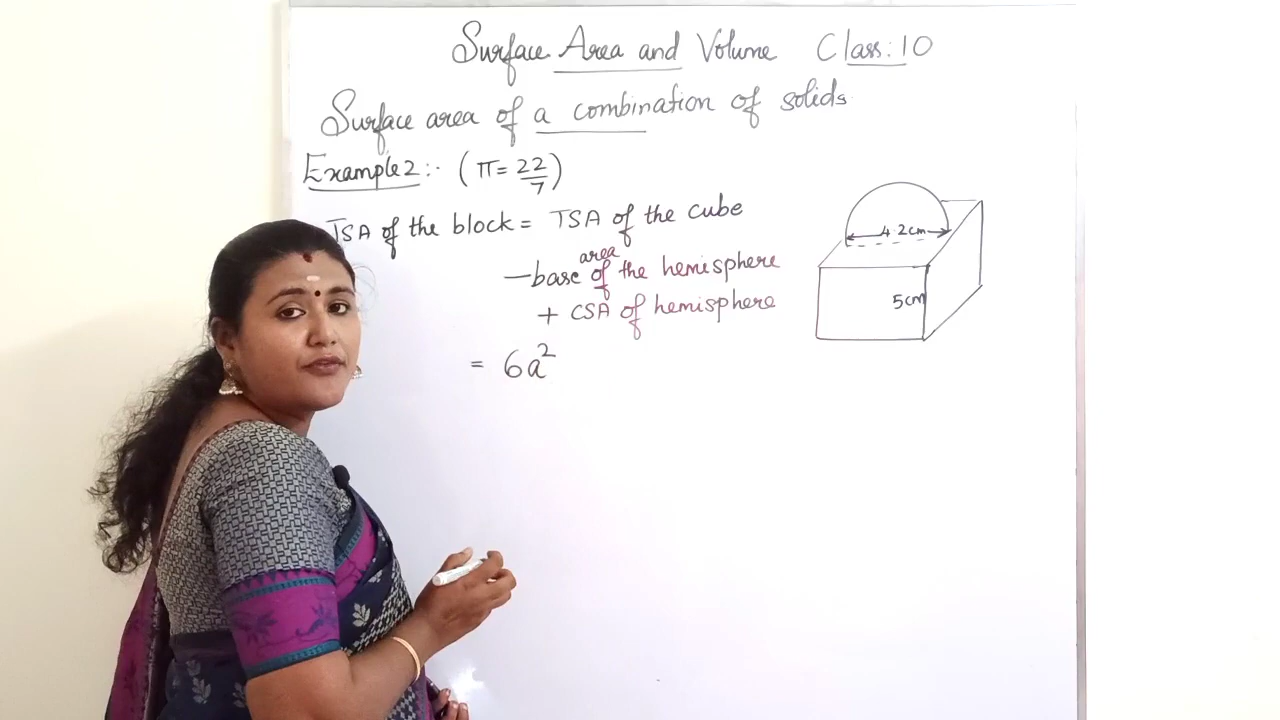 Surface Area and Volume Class: 10
Surface area of a combination of solids
Example 2:- (π = 22/7)
TSA of the block = TSA of the cube
- base area of the hemisphere
+ CSA of hemisphere
= 6a²
4.2cm
5cm